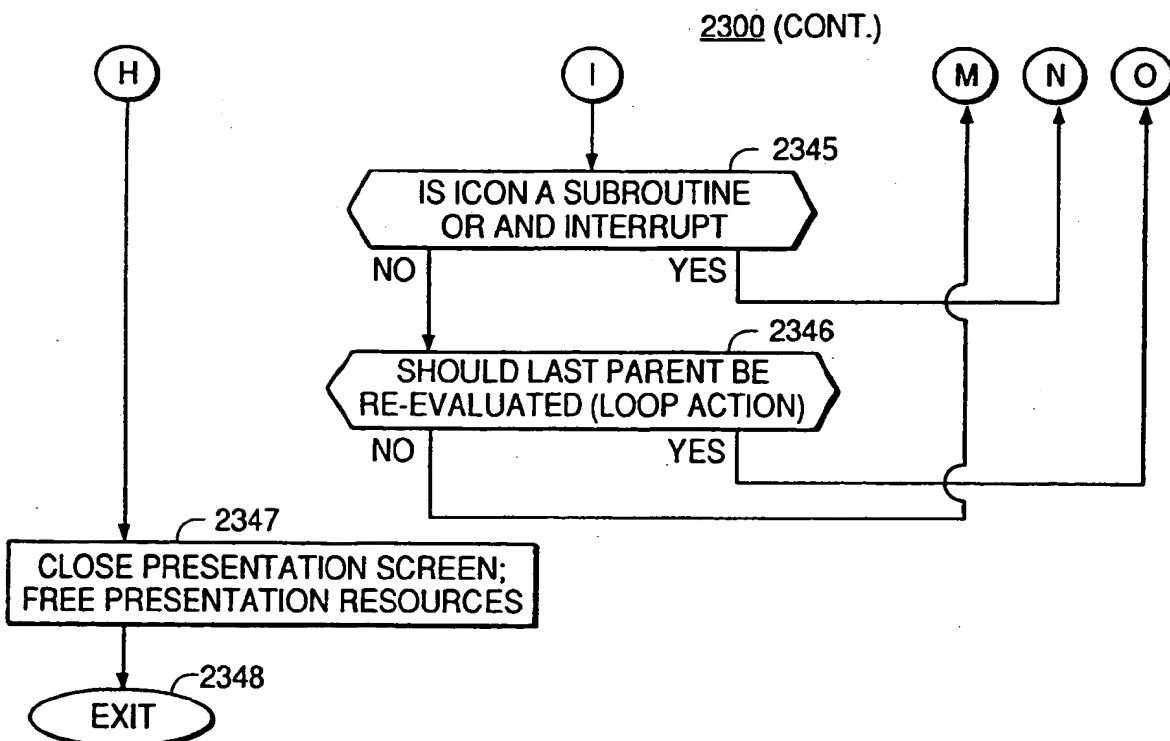 2300 (CONT.)
H
I
M
N
O
2345
IS ICON A SUBROUTINE
OR AND INTERRUPT
NO
YES
2346
SHOULD LAST PARENT BE
RE-EVALUATED (LOOP ACTION)
NO
YES
2347
CLOSE PRESENTATION SCREEN;
FREE PRESENTATION RESOURCES
2348
EXIT